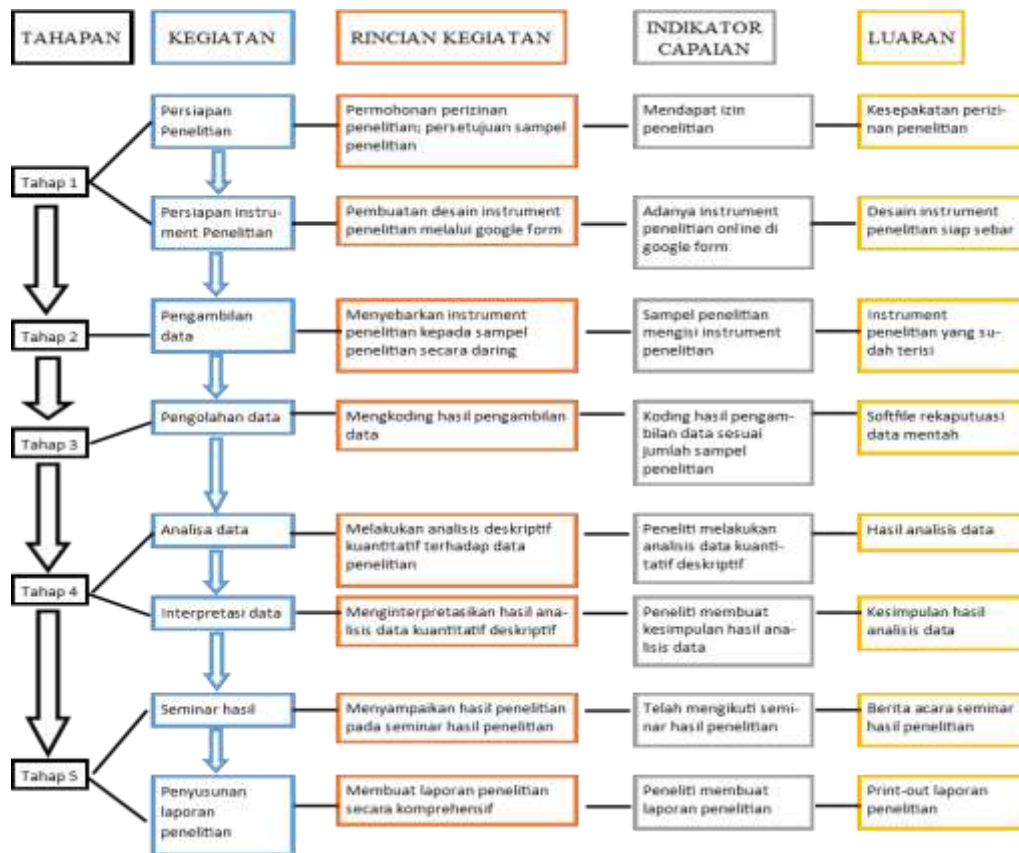 TAHAPAN
KEGIATAN
RINCIAN KEGIATAN
INDIKATOR
CAPAIAN
LUARAN
Tahap 1
Persiapan
Penelitian
Permohonan perizinan
penelitian; persetujuan sampel
penelitian
Mendapat izin
penelitian
Kesepakatan perizi-
nan penelitian
Persiapan instru-
ment Penelitian
Pembuatan desain instrument
penelitian melalui google form
Adanya instrument
penelitian online di
google form
Desain instrument
penelitian siap sebar
Tahap 2
Pengambilan
data
Menyebarkan instrument
penelitian kepada sampel
penelitian secara daring
Sampel penelitian
mengisi instrument
penelitian
Instrument
penelitian yang su-
dah terisi
Tahap 3
Pengolahan data
Mengkoding hasil pengambilan
data
Koding hasil pengam-
bilan data sesuai
jumlah sampel
penelitian
Softfile rekaputuasi
data mentah
Tahap 4
Analisa data
Melakukan analisis deskriptif
kuantitatif terhadap data
penelitian
Peneliti melakukan
analisis data kuanti-
tatif deskriptif
Hasil analisis data
Interpretasi data
Menginterpretasikan hasil ana-
lisis data kuantitatif deskriptif
Peneliti membuat
kesimpulan hasil ana-
lisis data
Kesimpulan hasil
analisis data
Tahap 5
Seminar hasil
Menyampaikan hasil penelitian
pada seminar hasil penelitian
Telah mengikuti semi-
nar hasil penelitian
Berita acara seminar
hasil penelitian
Penyusunan
laporan
penelitian
Membuat laporan penelitian
secara komprehensif
Peneliti membuat
laporan penelitian
Print-out laporan
penelitian